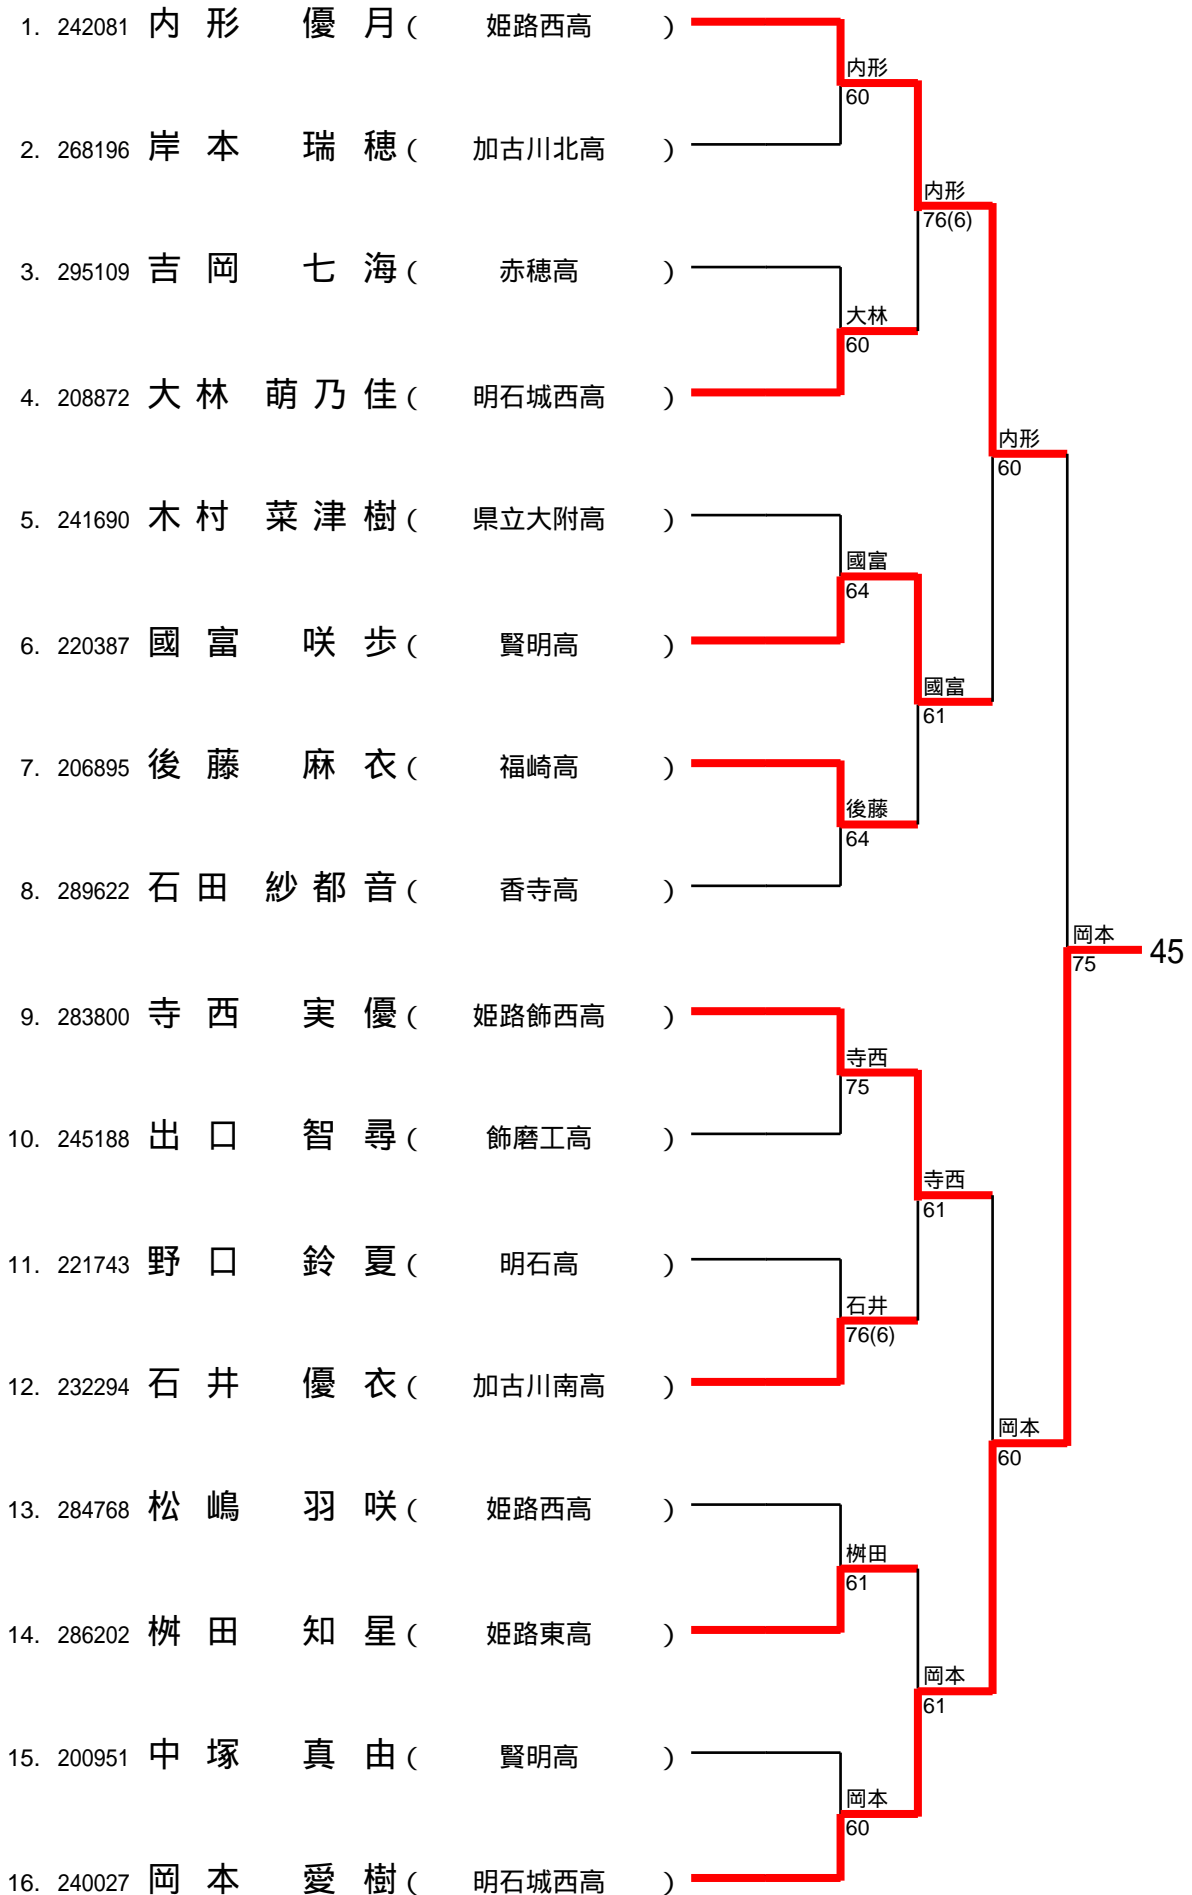 1. 242081 内形 優月 ( 姫路西高 )
内形
60
2. 268196 岸本 瑞穂 ( 加古川北高 )
内形
76(6)
3. 295109 吉岡 七海 ( 赤穂高 )
大林
60
4. 208872 大林 萌乃佳 ( 明石城西高 )
内形
60
5. 241690 木村 菜津樹 ( 県立大附高 )
國富
64
6. 220387 國富 咲歩 ( 賢明高 )
國富
61
7. 206895 後藤 麻衣 ( 福崎高 )
後藤
64
8. 289622 石田 紗都音 ( 香寺高 )
岡本
75
45
9. 283800 寺西 実優 ( 姫路飾西高 )
寺西
75
10. 245188 出口 智尋 ( 飾磨工高 )
寺西
61
11. 221743 野口 鈴夏 ( 明石高 )
石井
76(6)
12. 232294 石井 優衣 ( 加古川南高 )
岡本
60
13. 284768 松嶋 羽咲 ( 姫路西高 )
桝田
61
14. 286202 桝田 知星 ( 姫路東高 )
岡本
61
15. 200951 中塚 真由 ( 賢明高 )
岡本
60
16. 240027 岡本 愛樹 ( 明石城西高 )